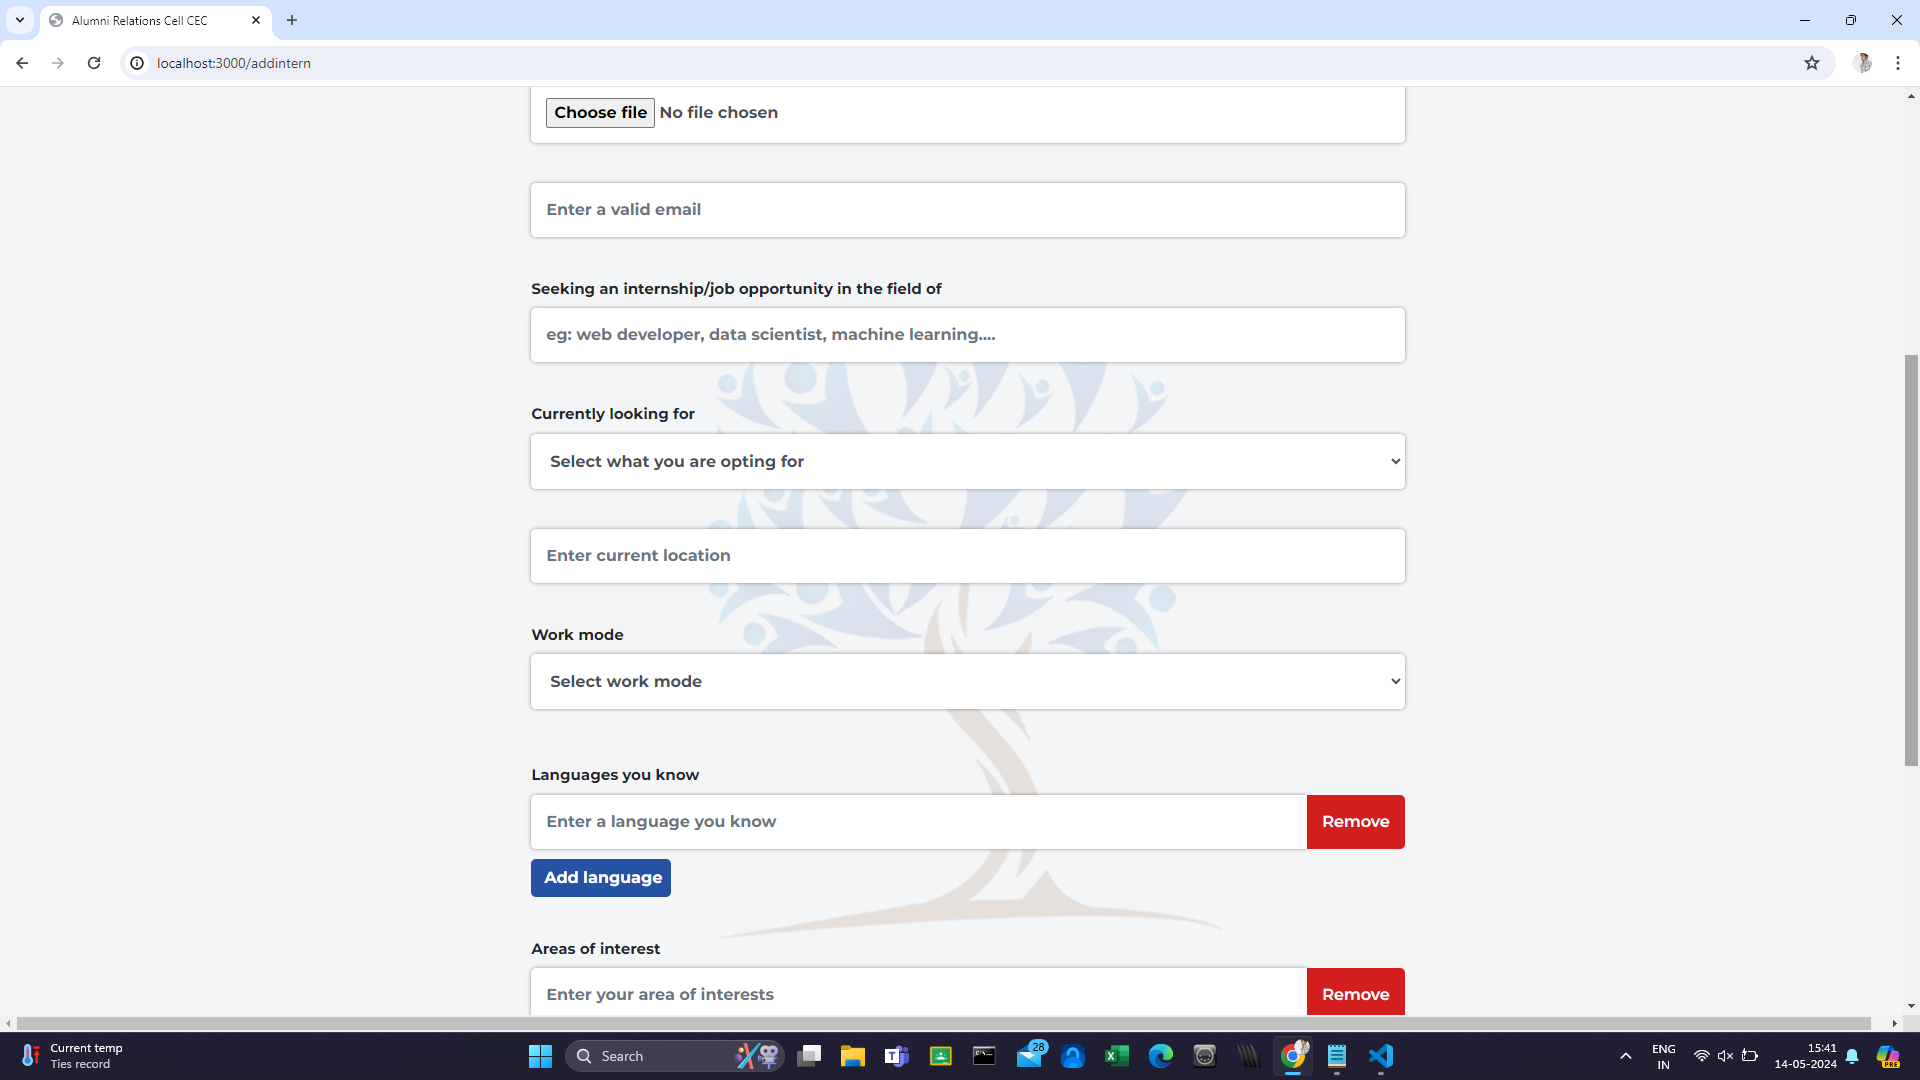 Alumni Relations Cell CEC
localhost:3000/addintern
Choose file No file chosen
Enter a valid email
Seeking an internship/job opportunity in the field of
eg: web developer, data scientist, machine learning....
Currently looking for
Select what you are opting for
Enter current location
Work mode
Select work mode
Languages you know
Enter a language you know Remove
Add language
Areas of interest
Enter your area of interests Remove
Current temp
Ties record
Search
28
ENG
IN
15:41
14-05-2024
PRE